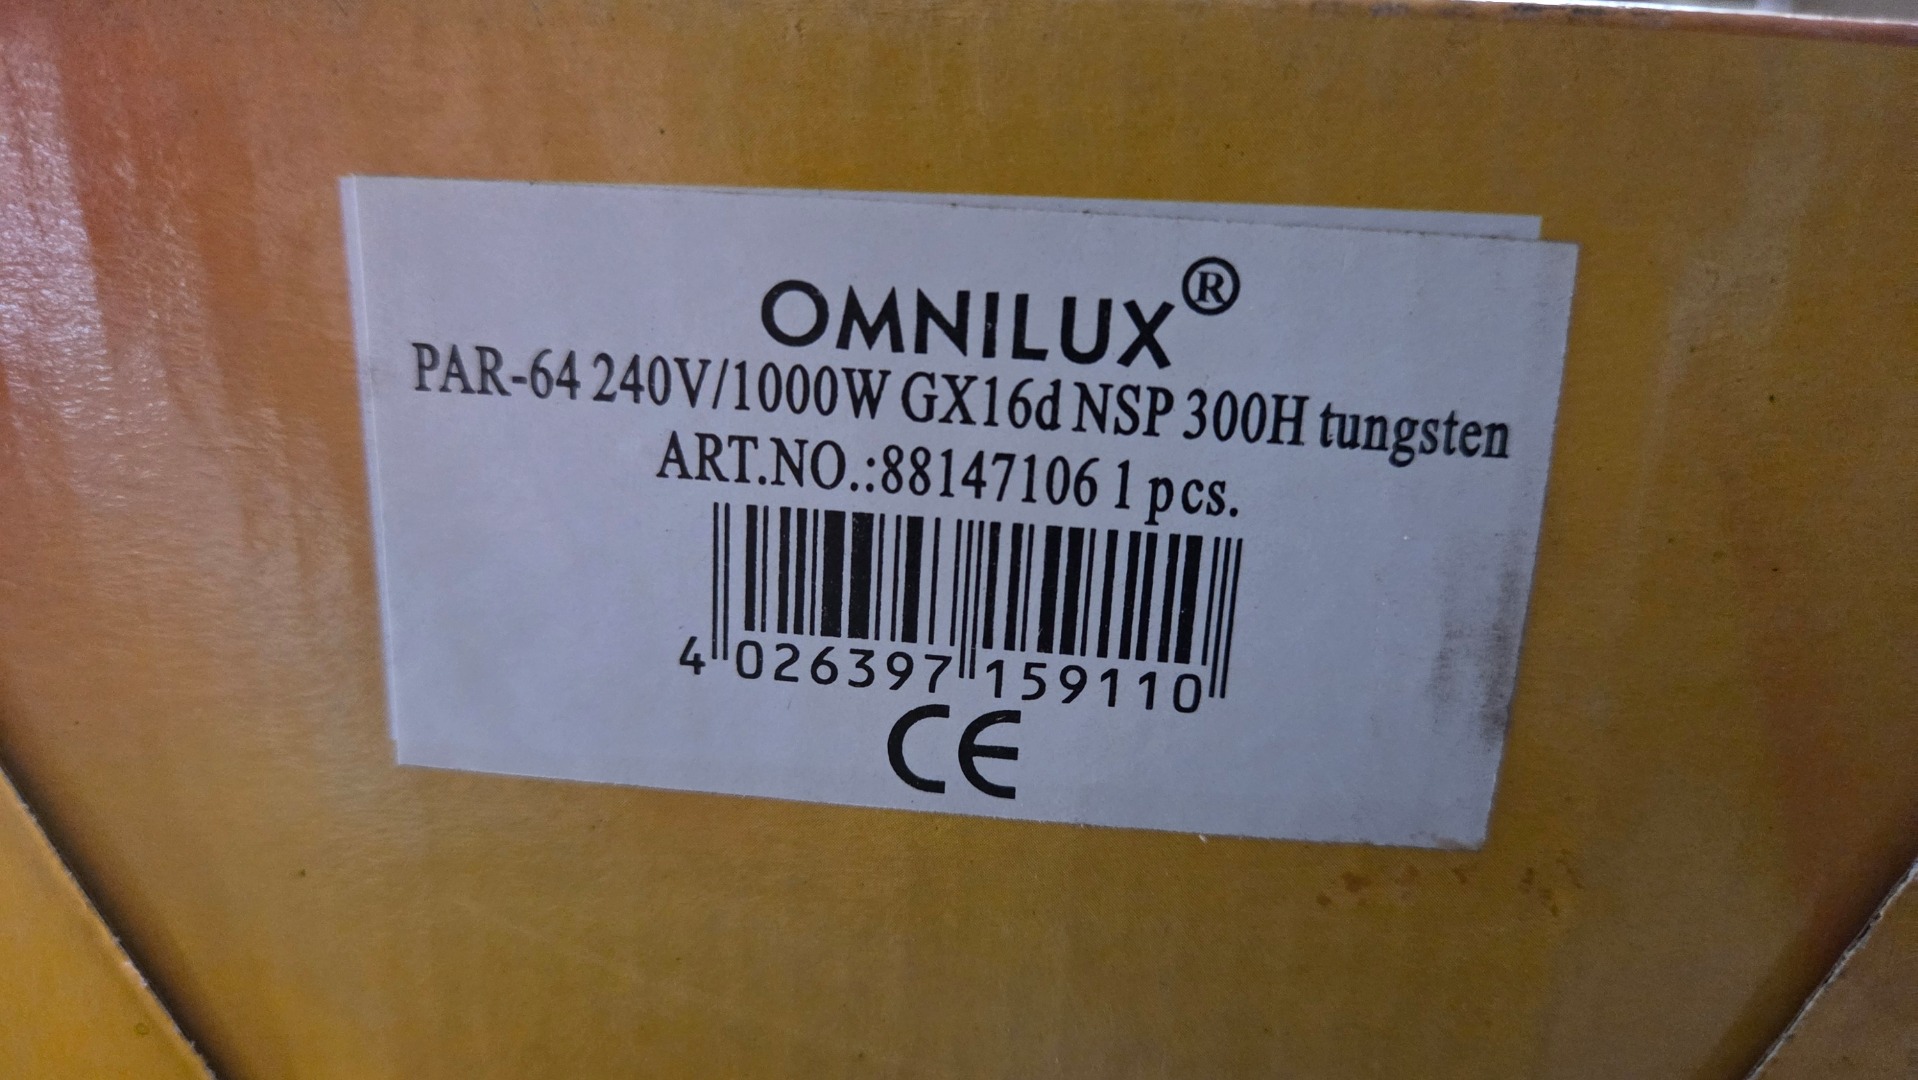 OMNILUX®
PAR-64 240V/1000W GX16d NSP 300H tungsten
ART.NO.:88147106 1 pcs.
4 026397 159110
CE